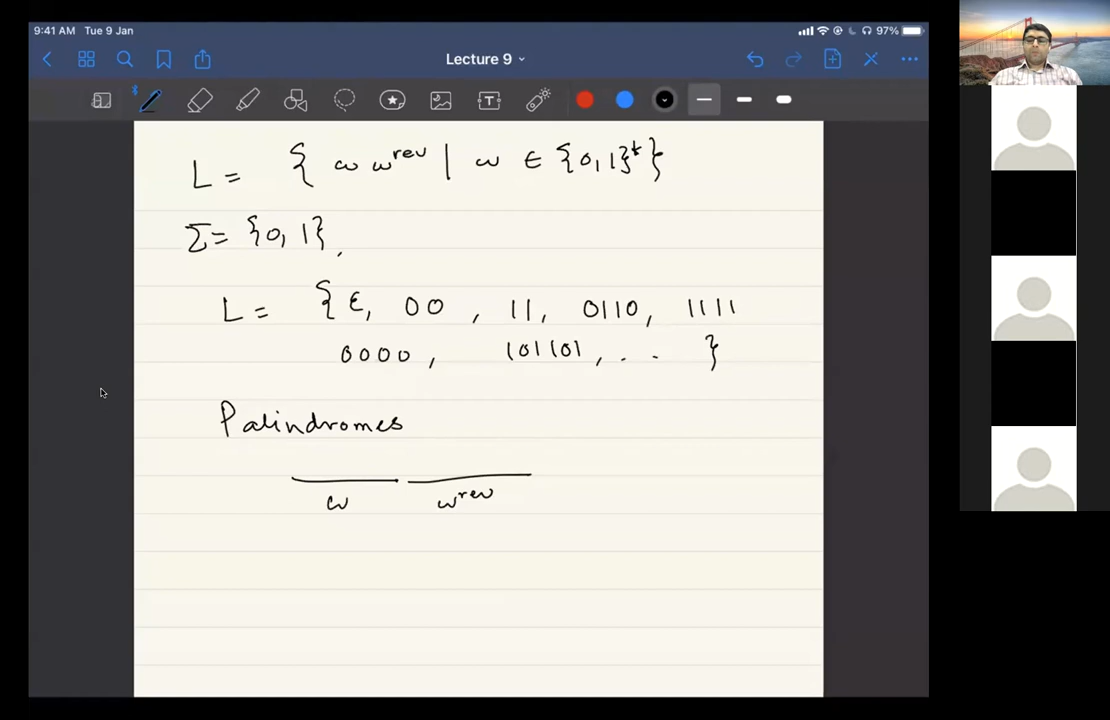 9:41 AM Tue 9 Jan 97%
Lecture 9
L = { w w^rev | w ∈ {0,1}* }
Σ = {0, 1}.
L = { ε, 00 , 11, 0110, 1111
0000, 101101, . . }
Palindromes
w w^rev